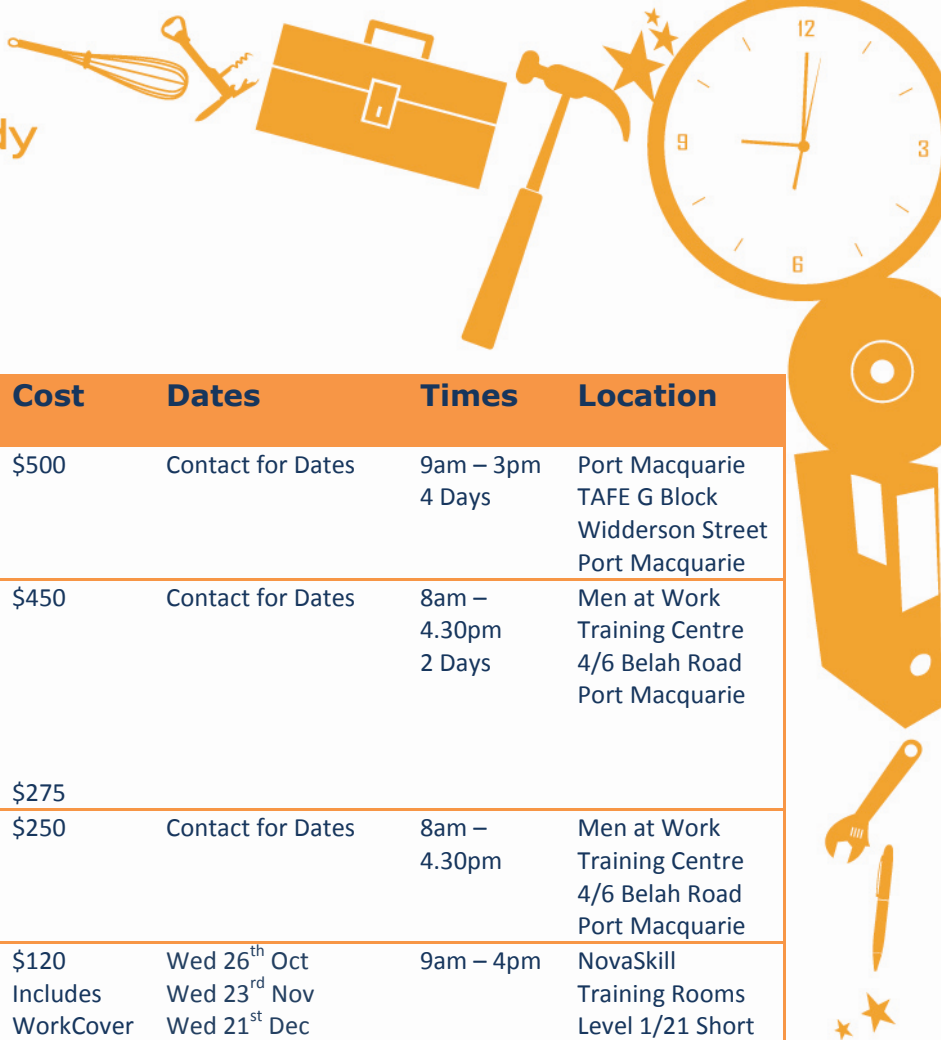 12
9
3
6
Cost Dates Times Location
$500 Contact for Dates 9am – 3pm Port Macquarie
4 Days TAFE G Block
Widderson Street
Port Macquarie
$450 Contact for Dates 8am – Men at Work
4.30pm Training Centre
2 Days 4/6 Belah Road
Port Macquarie
$275
$250 Contact for Dates 8am – Men at Work
4.30pm Training Centre
4/6 Belah Road
Port Macquarie
$120 Wed 26th Oct 9am – 4pm NovaSkill
Includes Wed 23rd Nov Training Rooms
WorkCover Wed 21st Dec Level 1/21 Short